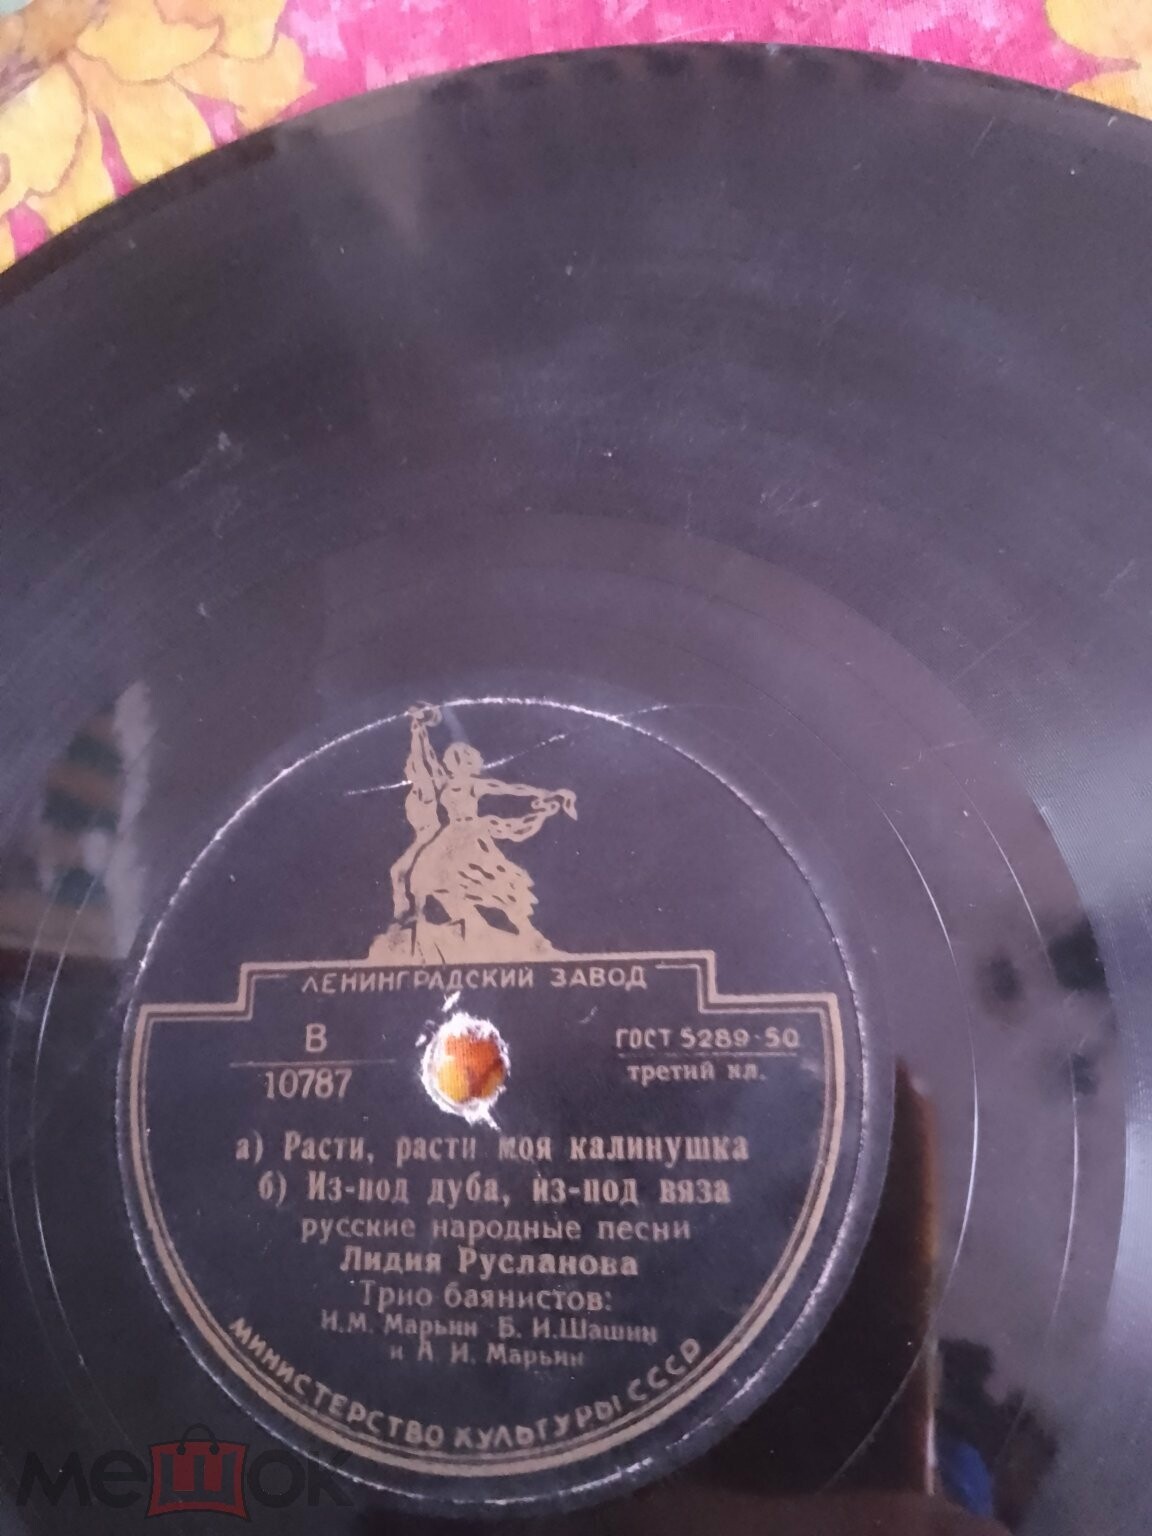 ЛЕНИНГРАДСКИЙ ЗАВОД
В
10787
ГОСТ 5289-50
третий кл.
а) Расти, расти моя калинушка
б) Из-под дуба, из-под вяза
русские народные песни
Лидия Русланова
Трио баянистов:
И.М. Марьин Б. И.Шашин
и А. И. Марьин
МИНИСТЕРСТВО КУЛЬТУРЫ СССР
мешок